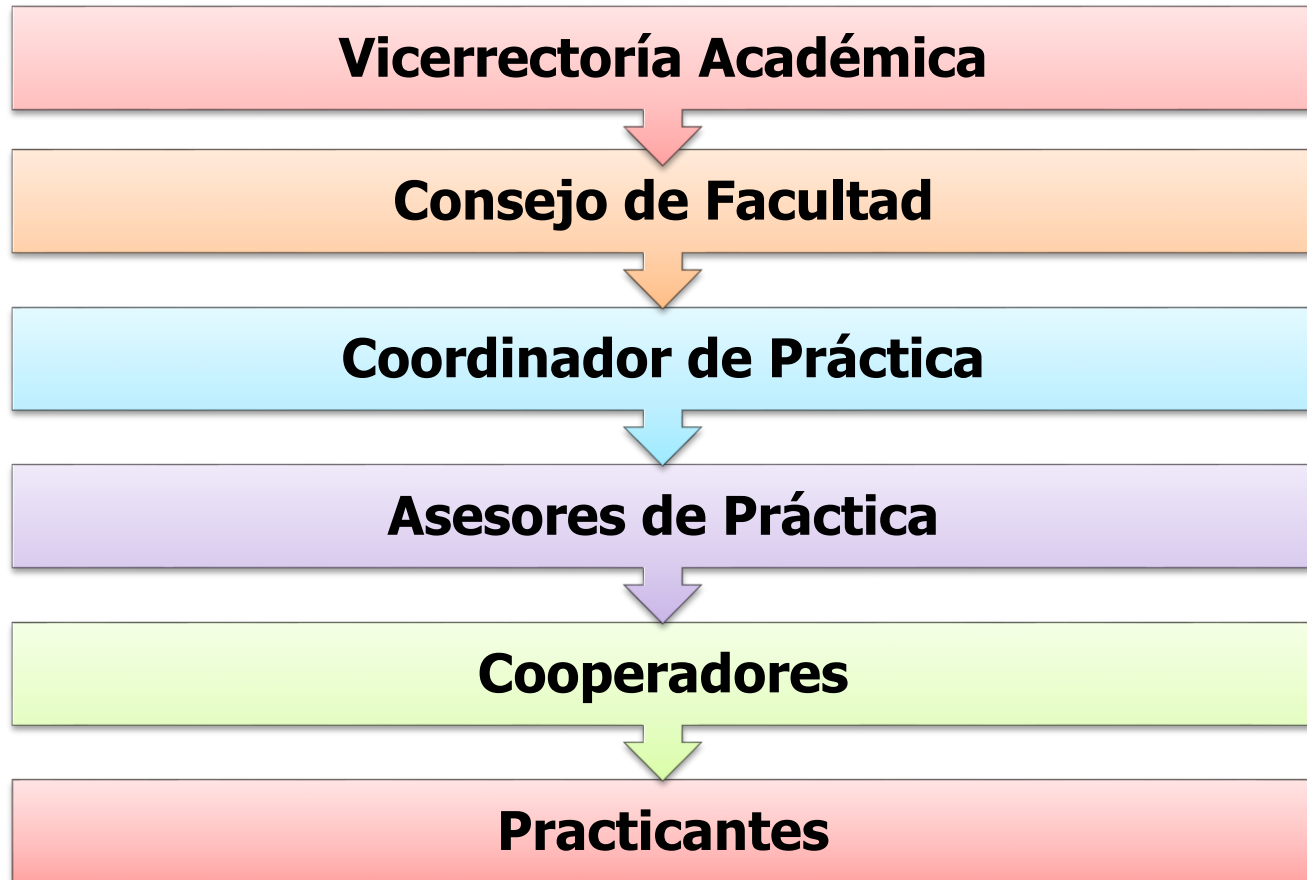 Vicerrectoría Académica
Consejo de Facultad
Coordinador de Práctica
Asesores de Práctica
Cooperadores
Practicantes